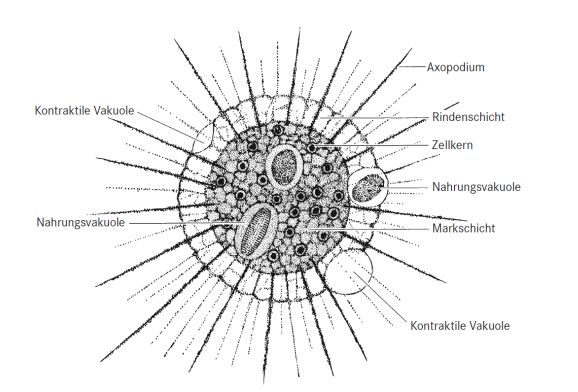 Axopodium
Kontraktile Vakuole
Rindenschicht
Zellkern
Nahrungsvakuole
Nahrungsvakuole
Markschicht
Kontraktile Vakuole